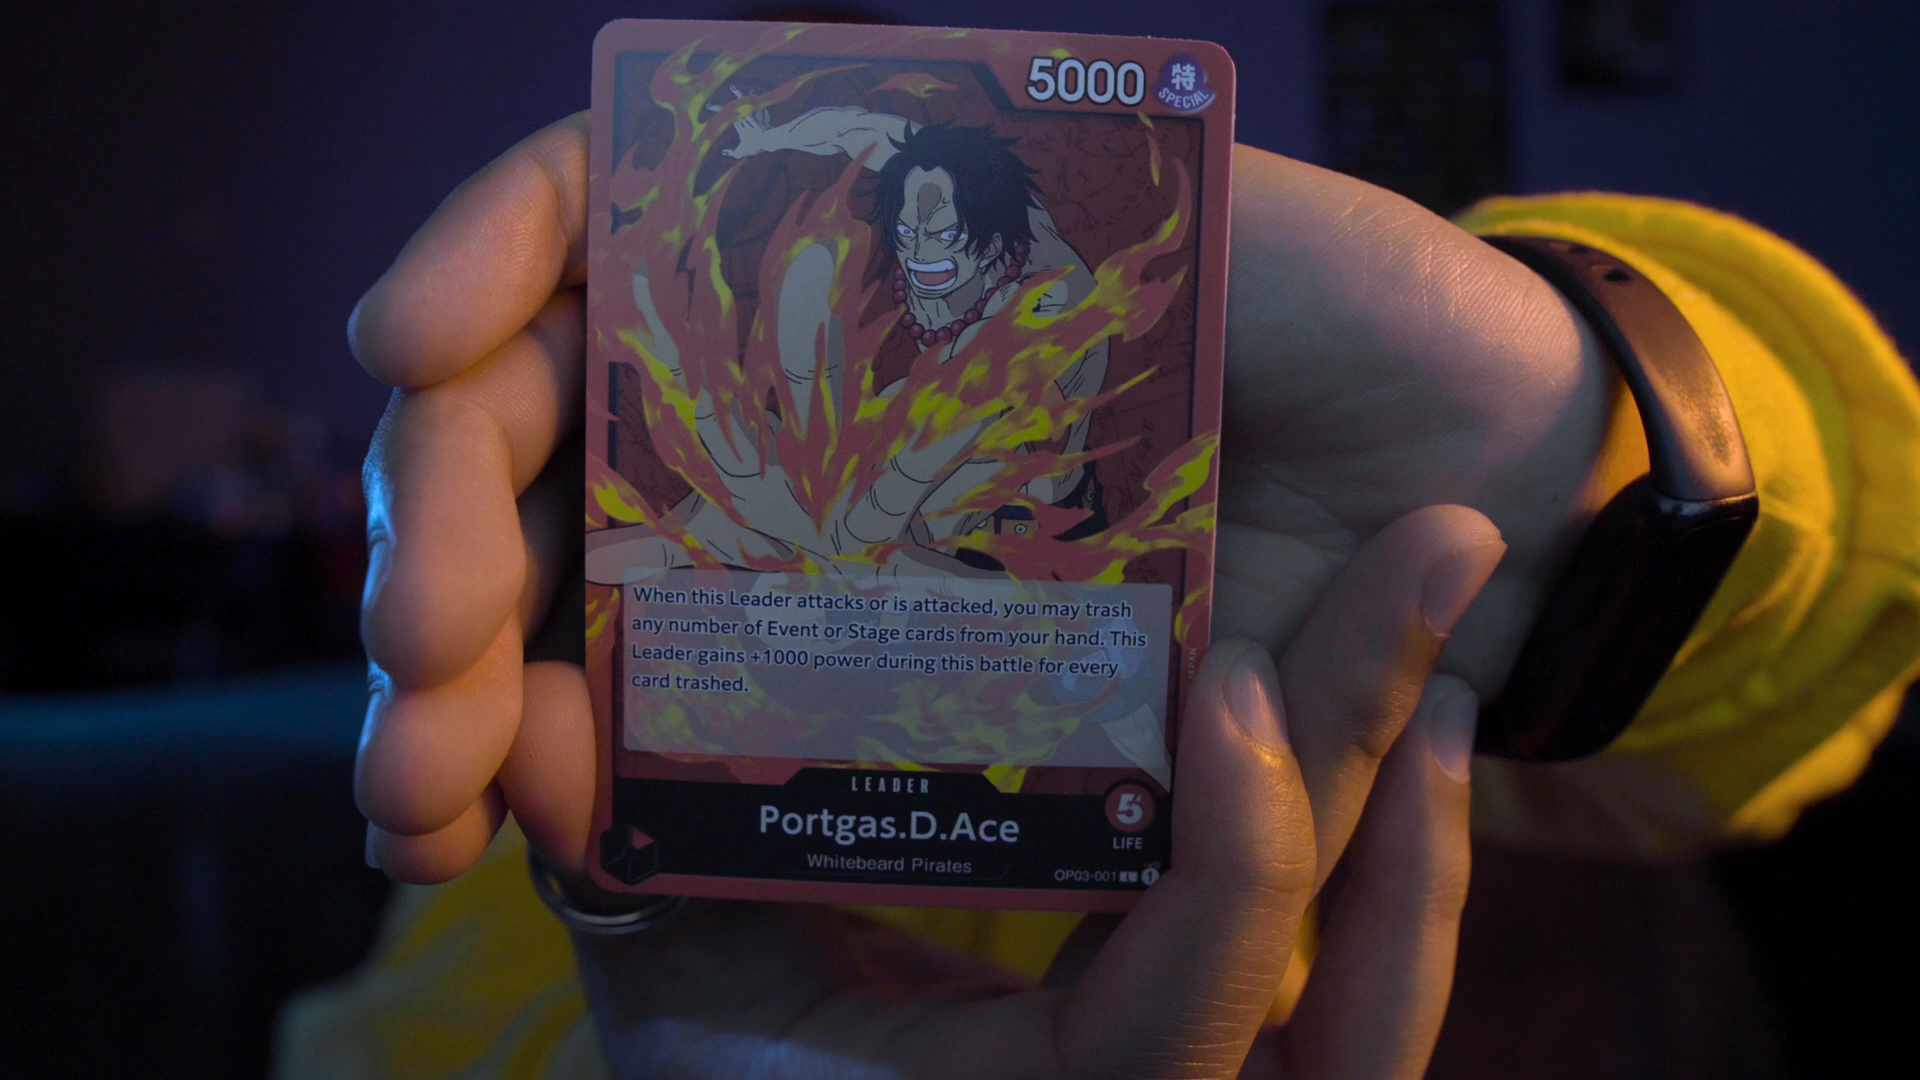 5000 特
SPECIAL
When this Leader attacks or is attacked, you may trash
any number of Event or Stage cards from your hand. This
Leader gains +1000 power during this battle for every
card trashed.
JAPAN
LEADER
Portgas.D.Ace
5
LIFE
Whitebeard Pirates
OP03-001 L 1